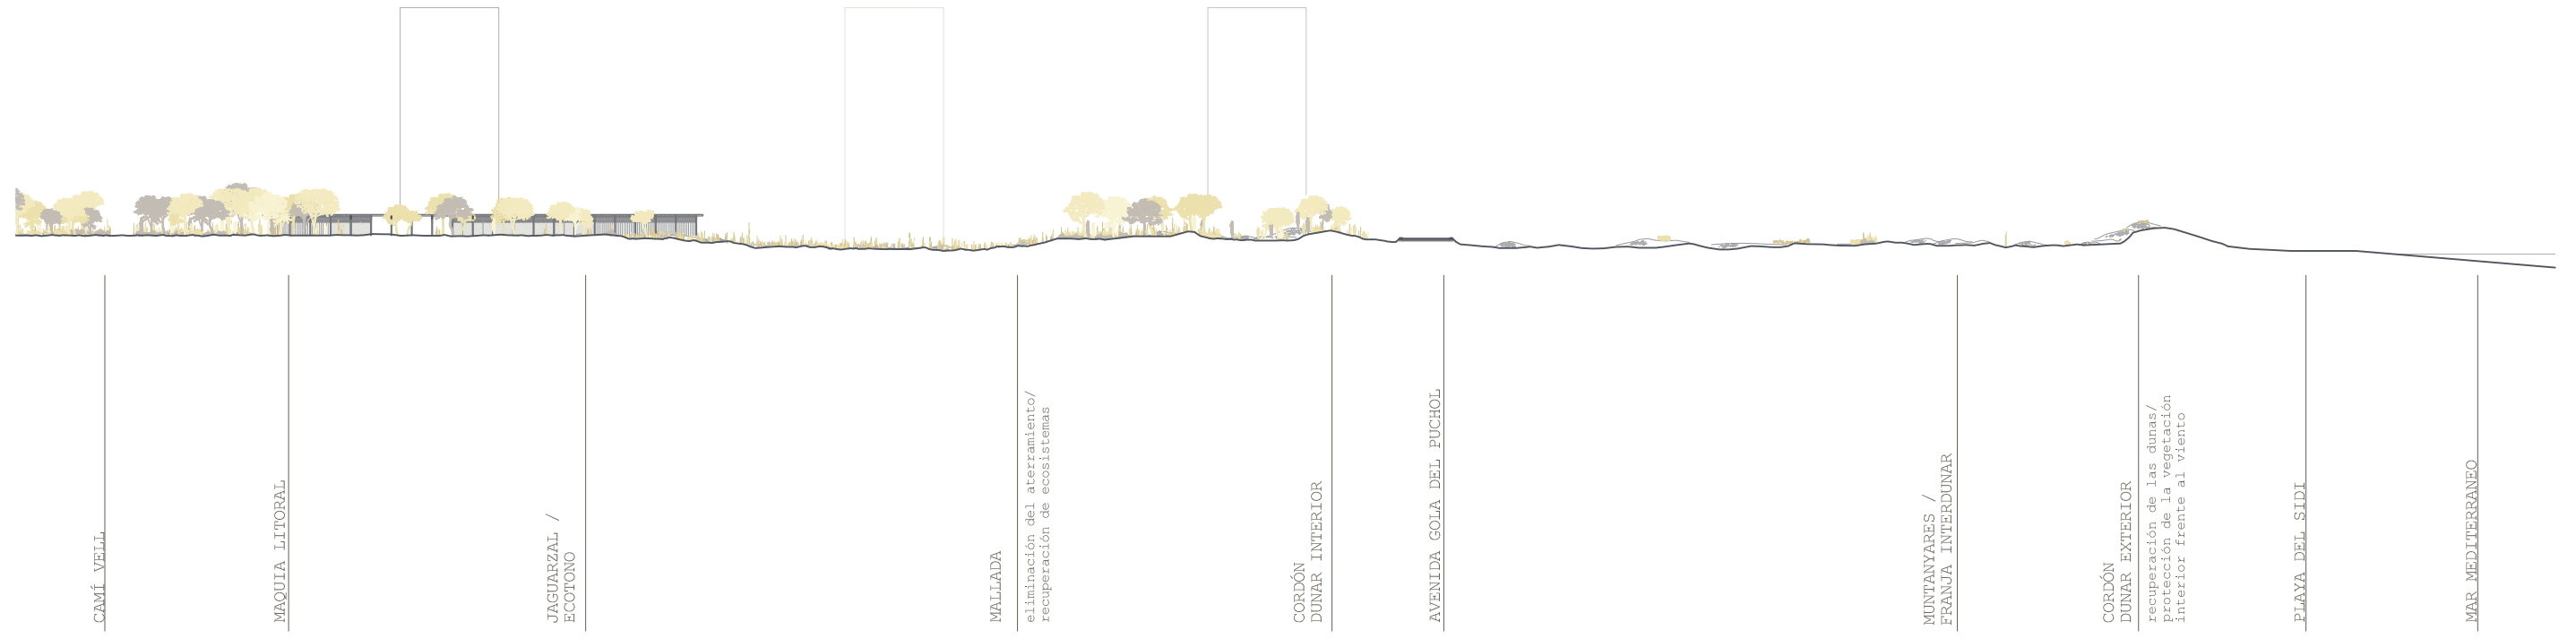 CAMÍ VELL
MAQUIA LITORAL
JAGUARZAL /
ECOTONO
MALLADA
eliminación del aterramiento/
recuperación de ecosistemas
CORDÓN
DUNAR INTERIOR
AVENIDA GOLA DEL PUCHOL
MUNTANYARES /
FRANJA INTERDUNAR
CORDÓN
DUNAR EXTERIOR
recuperación de las dunas/
protección de la vegetación
interior frente al viento
PLAYA DEL SIDI
MAR MEDITERRANEO